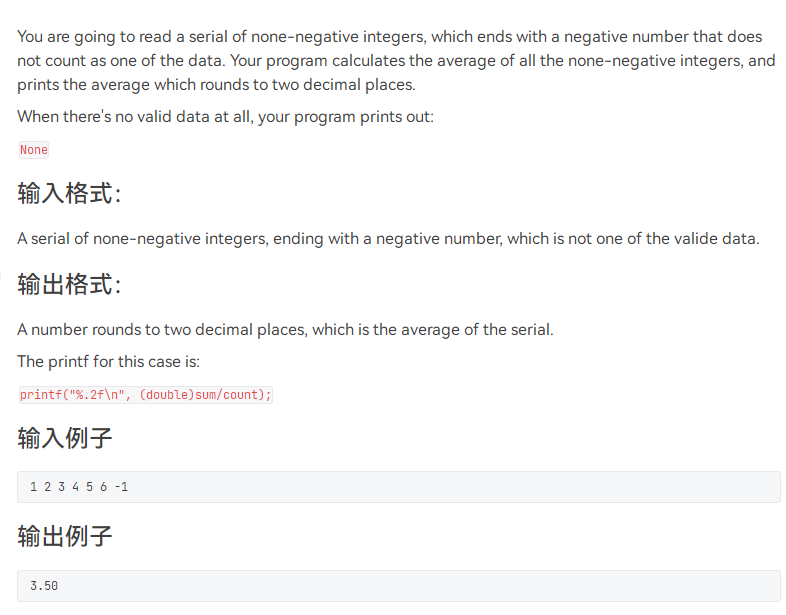 You are going to read a serial of none-negative integers, which ends with a negative number that does
not count as one of the data. Your program calculates the average of all the none-negative integers, and
prints the average which rounds to two decimal places.
When there's no valid data at all, your program prints out:
None
输入格式：
A serial of none-negative integers, ending with a negative number, which is not one of the valide data.
输出格式：
A number rounds to two decimal places, which is the average of the serial.
The printf for this case is:
printf("%.2f\n", (double)sum/count);
输入例子
1 2 3 4 5 6 -1
输出例子
3.50